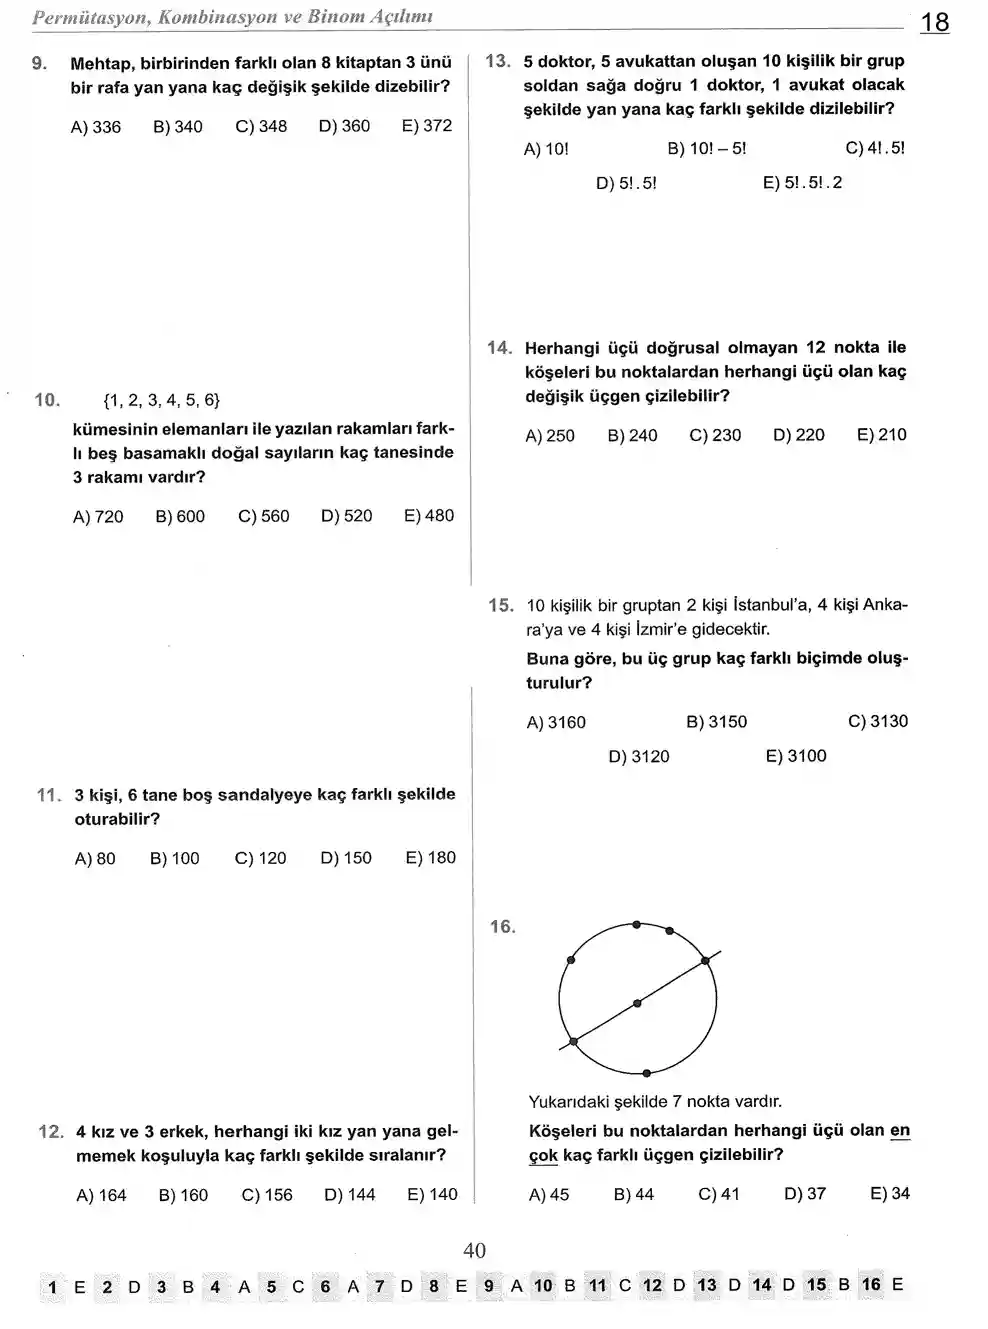 Permütasyon, Kombinasyon ve Binom Açılımı
18
9. Mehtap, birbirinden farklı olan 8 kitaptan 3 ünü
bir rafa yan yana kaç değişik şekilde dizebilir?
A) 336 B) 340 C) 348 D) 360 E) 372
10. {1, 2, 3, 4, 5, 6}
kümesinin elemanları ile yazılan rakamları fark-
lı beş basamaklı doğal sayıların kaç tanesinde
3 rakamı vardır?
A) 720 B) 600 C) 560 D) 520 E) 480
11. 3 kişi, 6 tane boş sandalyeye kaç farklı şekilde
oturabilir?
A) 80 B) 100 C) 120 D) 150 E) 180
12. 4 kız ve 3 erkek, herhangi iki kız yan yana gel-
memek koşuluyla kaç farklı şekilde sıralanır?
A) 164 B) 160 C) 156 D) 144 E) 140
13. 5 doktor, 5 avukattan oluşan 10 kişilik bir grup
soldan sağa doğru 1 doktor, 1 avukat olacak
şekilde yan yana kaç farklı şekilde dizilebilir?
A) 10! B) 10! – 5! C) 4! . 5!
D) 5! . 5! E) 5! . 5! . 2
14. Herhangi üçü doğrusal olmayan 12 nokta ile
köşeleri bu noktalardan herhangi üçü olan kaç
değişik üçgen çizilebilir?
A) 250 B) 240 C) 230 D) 220 E) 210
15. 10 kişilik bir gruptan 2 kişi İstanbul'a, 4 kişi Anka-
ra'ya ve 4 kişi İzmir'e gidecektir.
Buna göre, bu üç grup kaç farklı biçimde oluş-
turulur?
A) 3160 B) 3150 C) 3130
D) 3120 E) 3100
16.
Yukarıdaki şekilde 7 nokta vardır.
Köşeleri bu noktalardan herhangi üçü olan en
çok kaç farklı üçgen çizilebilir?
A) 45 B) 44 C) 41 D) 37 E) 34
40
1 E 2 D 3 B 4 A 5 C 6 A 7 D 8 E 9 A 10 B 11 C 12 D 13 D 14 D 15 B 16 E